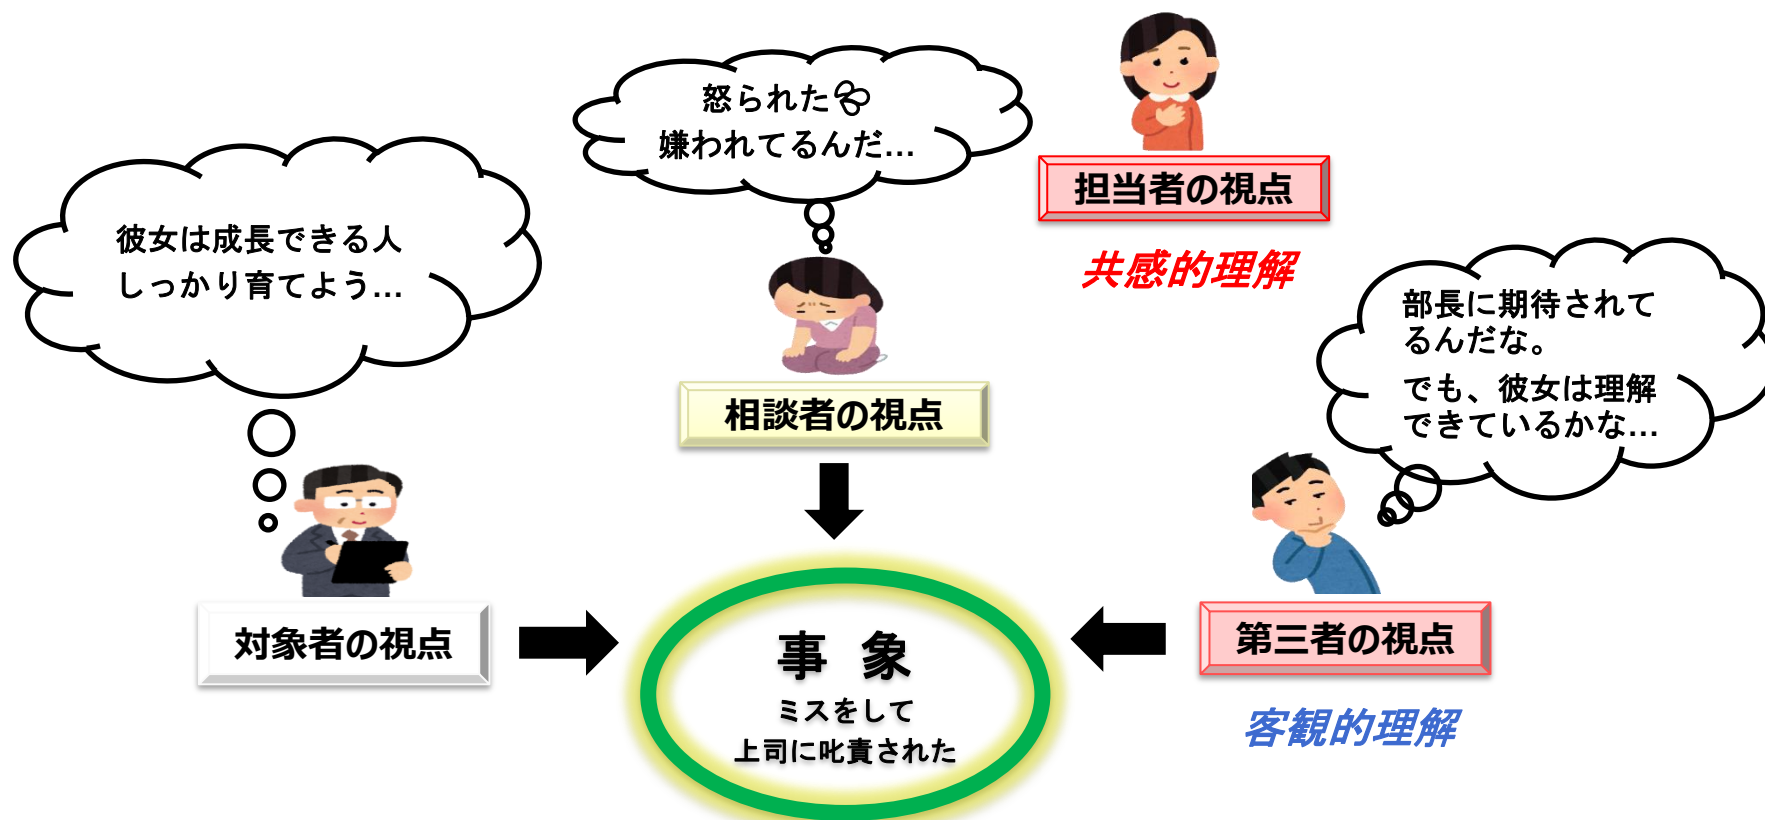 怒られた
嫌われてるんだ…
担当者の視点
共感的理解
彼女は成長できる人
しっかり育てよう…
相談者の視点
部長に期待されて
るんだな。
でも、彼女は理解
できているかな…
対象者の視点
第三者の視点
客観的理解
事 象
ミスをして
上司に叱責された